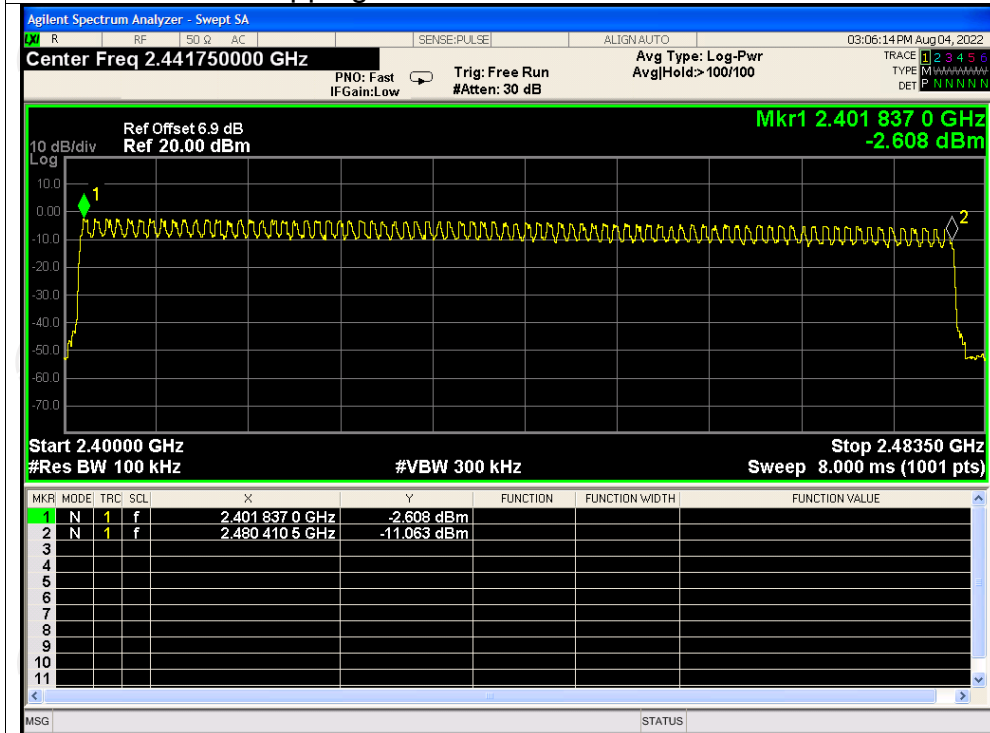 Agilent Spectrum Analyzer - Swept SA
LXI R RF 50 Ω AC SENSE:PULSE ALIGN AUTO 03:06:14 PM Aug 04, 2022
Center Freq 2.441750000 GHz
PNO: Fast
IFGain:Low
Trig: Free Run
#Atten: 30 dB
Avg Type: Log-Pwr
Avg|Hold:>100/100
TRACE 1 2 3 4 5 6
TYPE M
DET P N N N N N
Mkr1 2.401 837 0 GHz
-2.608 dBm
Ref Offset 6.9 dB
10 dB/div Ref 20.00 dBm
Log
10.0
0.00
-10.0
-20.0
-30.0
-40.0
-50.0
-60.0
-70.0
1
2
Start 2.40000 GHz Stop 2.48350 GHz
#Res BW 100 kHz #VBW 300 kHz Sweep 8.000 ms (1001 pts)
MKR MODE TRC SCL X Y FUNCTION FUNCTION WIDTH FUNCTION VALUE
1 N 1 f 2.401 837 0 GHz -2.608 dBm
2 N 1 f 2.480 410 5 GHz -11.063 dBm
3
4
5
6
7
8
9
10
11
MSG STATUS